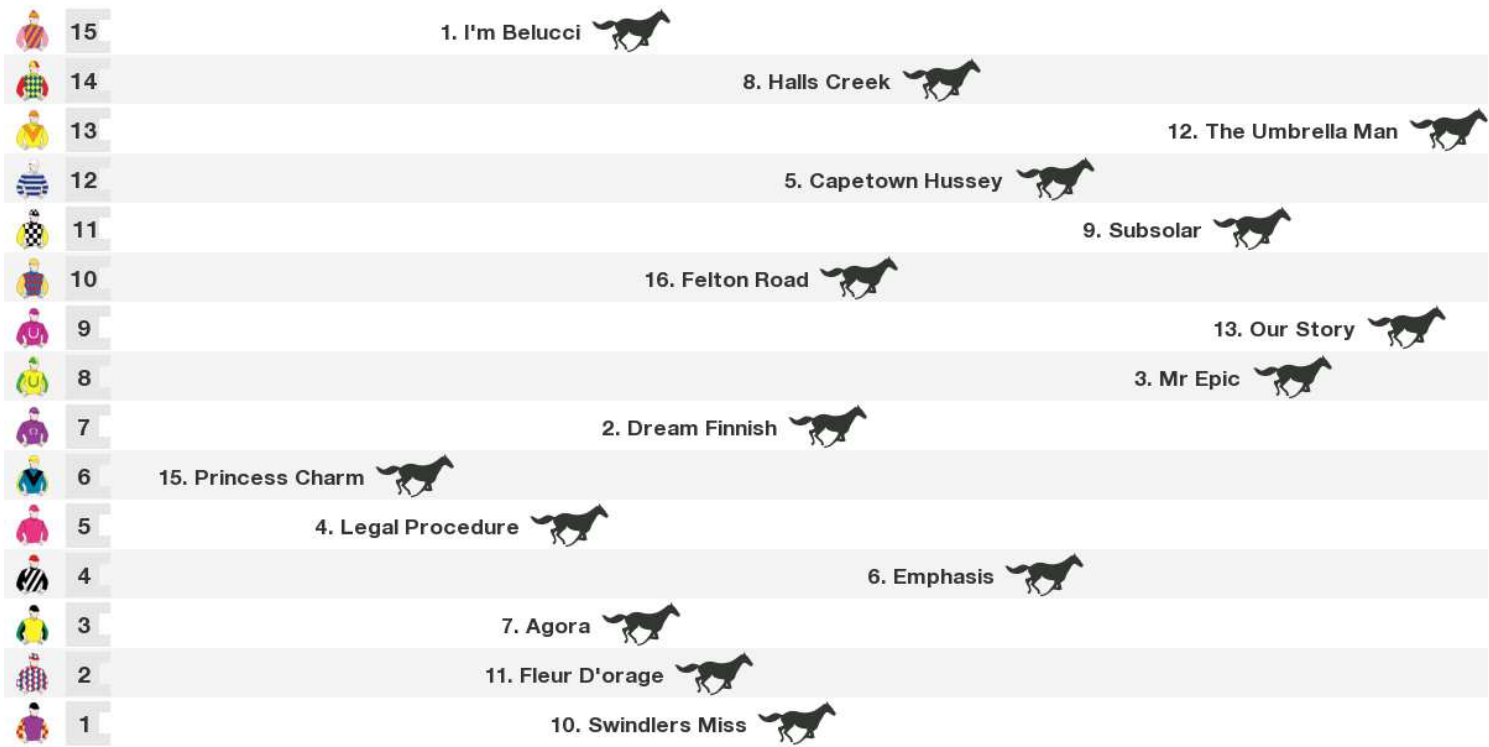 15 1. I'm Belucci
14 8. Halls Creek
13 12. The Umbrella Man
12 5. Capetown Hussey
11 9. Subsolar
10 16. Felton Road
9 13. Our Story
8 3. Mr Epic
7 2. Dream Finnish
6 15. Princess Charm
5 4. Legal Procedure
4 6. Emphasis
3 7. Agora
2 11. Fleur D'orage
1 10. Swindlers Miss